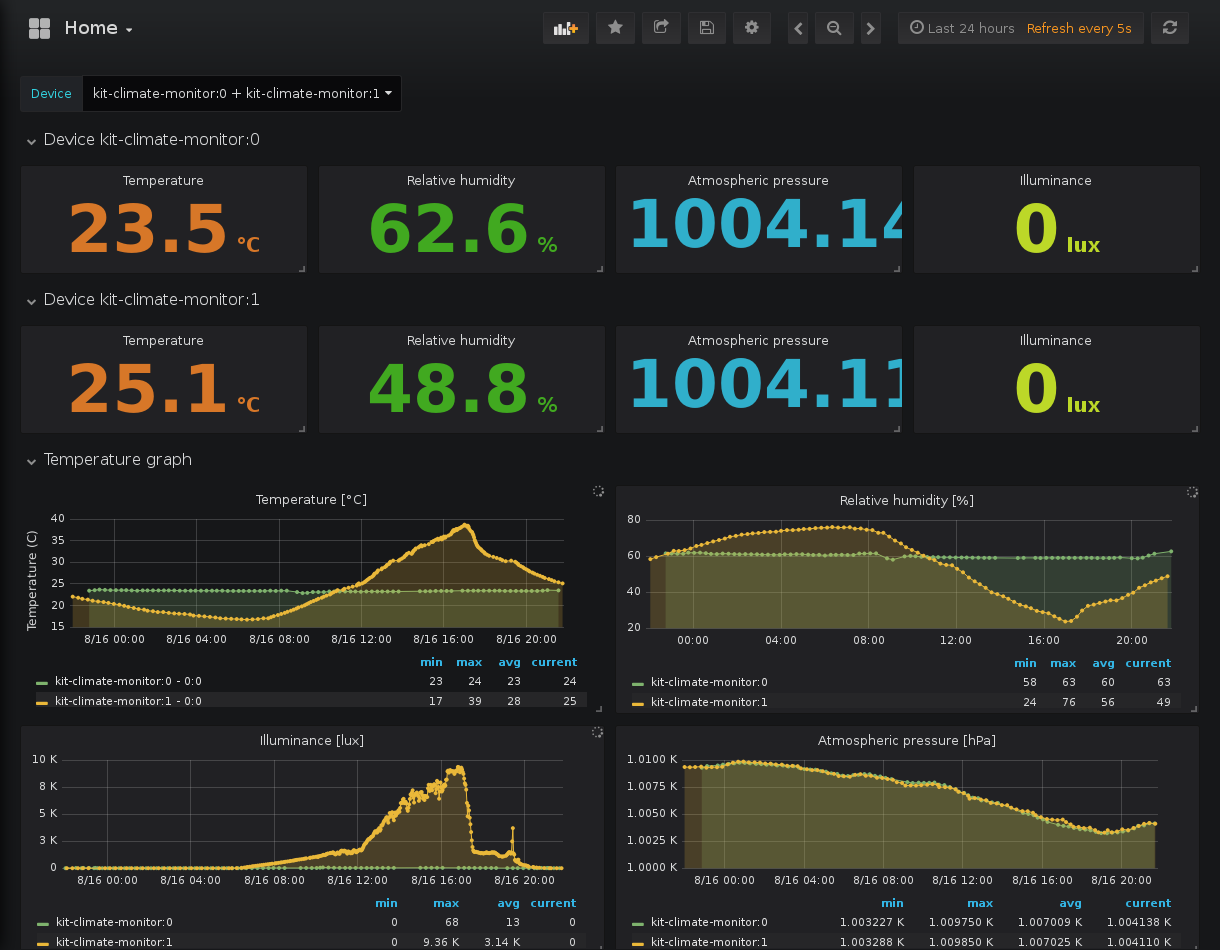 Home
Last 24 hours Refresh every 5s
Device kit-climate-monitor:0 + kit-climate-monitor:1
Device kit-climate-monitor:0
Temperature Relative humidity Atmospheric pressure Illuminance
23.5 °C 62.6 % 1004.14 0 lux
Device kit-climate-monitor:1
Temperature Relative humidity Atmospheric pressure Illuminance
25.1 °C 48.8 % 1004.11 0 lux
Temperature graph
Temperature [°C]
Temperature (C)
40
35
30
25
20
15
8/16 00:00 8/16 04:00 8/16 08:00 8/16 12:00 8/16 16:00 8/16 20:00
min max avg current
kit-climate-monitor:0 - 0:0 23 24 23 24
kit-climate-monitor:1 - 0:0 17 39 28 25
Relative humidity [%]
80
60
40
20
00:00 04:00 08:00 12:00 16:00 20:00
min max avg current
kit-climate-monitor:0 58 63 60 63
kit-climate-monitor:1 24 76 56 49
Illuminance [lux]
10 K
8 K
5 K
3 K
0
8/16 00:00 8/16 04:00 8/16 08:00 8/16 12:00 8/16 16:00 8/16 20:00
min max avg current
kit-climate-monitor:0 0 68 13 0
kit-climate-monitor:1 0 9.36 K 3.14 K 0
Atmospheric pressure [hPa]
1.0100 K
1.0075 K
1.0050 K
1.0025 K
1.0000 K
8/16 00:00 8/16 04:00 8/16 08:00 8/16 12:00 8/16 16:00 8/16 20:00
min max avg current
kit-climate-monitor:0 1.003227 K 1.009750 K 1.007009 K 1.004138 K
kit-climate-monitor:1 1.003288 K 1.009850 K 1.007025 K 1.004110 K